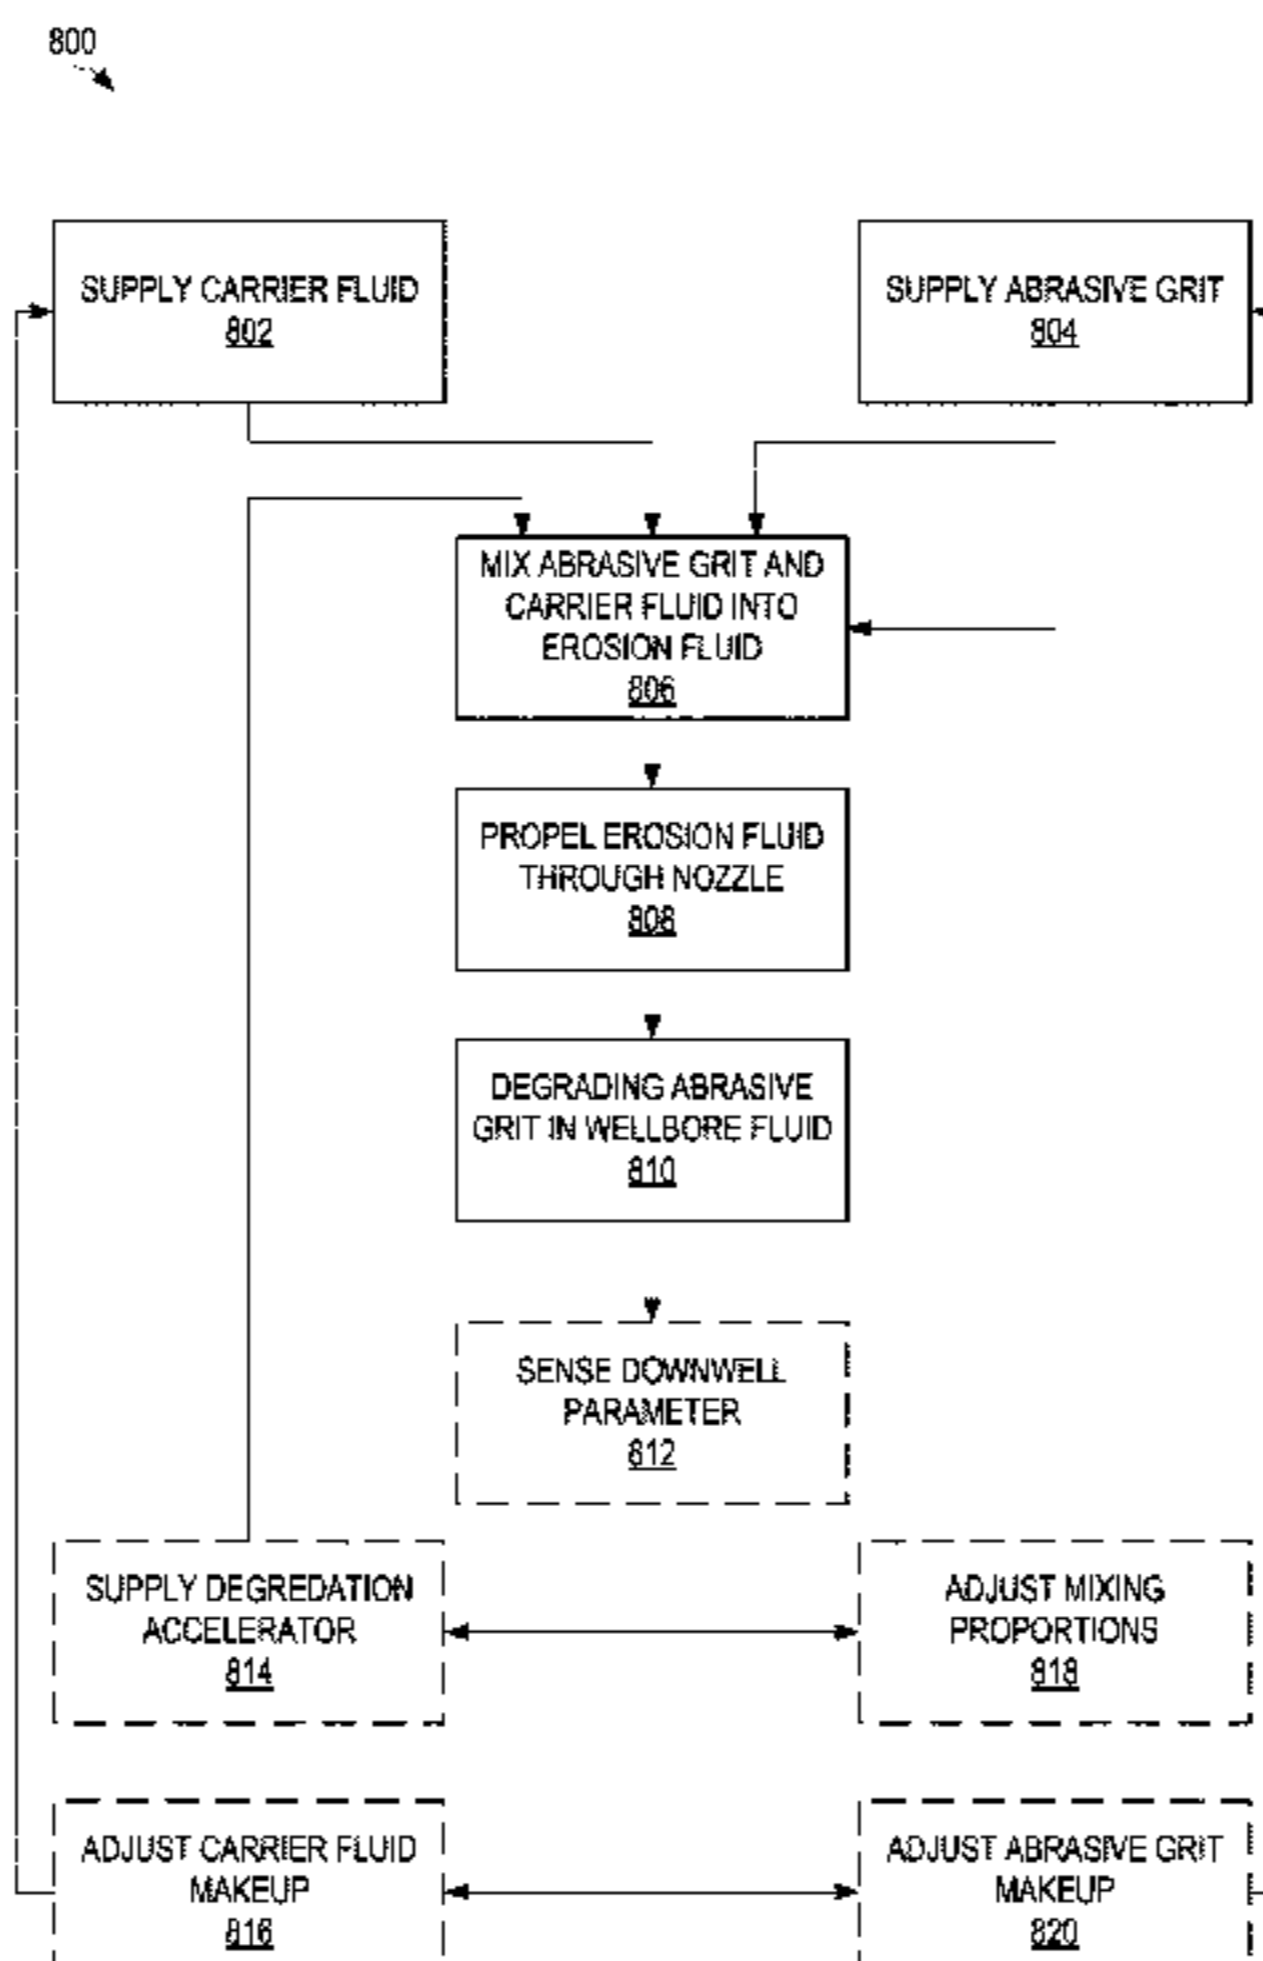 800
SUPPLY CARRIER FLUID
802
SUPPLY ABRASIVE GRIT
804
MIX ABRASIVE GRIT AND
CARRIER FLUID INTO
EROSION FLUID
806
PROPEL EROSION FLUID
THROUGH NOZZLE
808
DEGRADING ABRASIVE
GRIT IN WELLBORE FLUID
810
SENSE DOWNWELL
PARAMETER
812
SUPPLY DEGREDATION
ACCELERATOR
814
ADJUST MIXING
PROPORTIONS
818
ADJUST CARRIER FLUID
MAKEUP
816
ADJUST ABRASIVE GRIT
MAKEUP
820